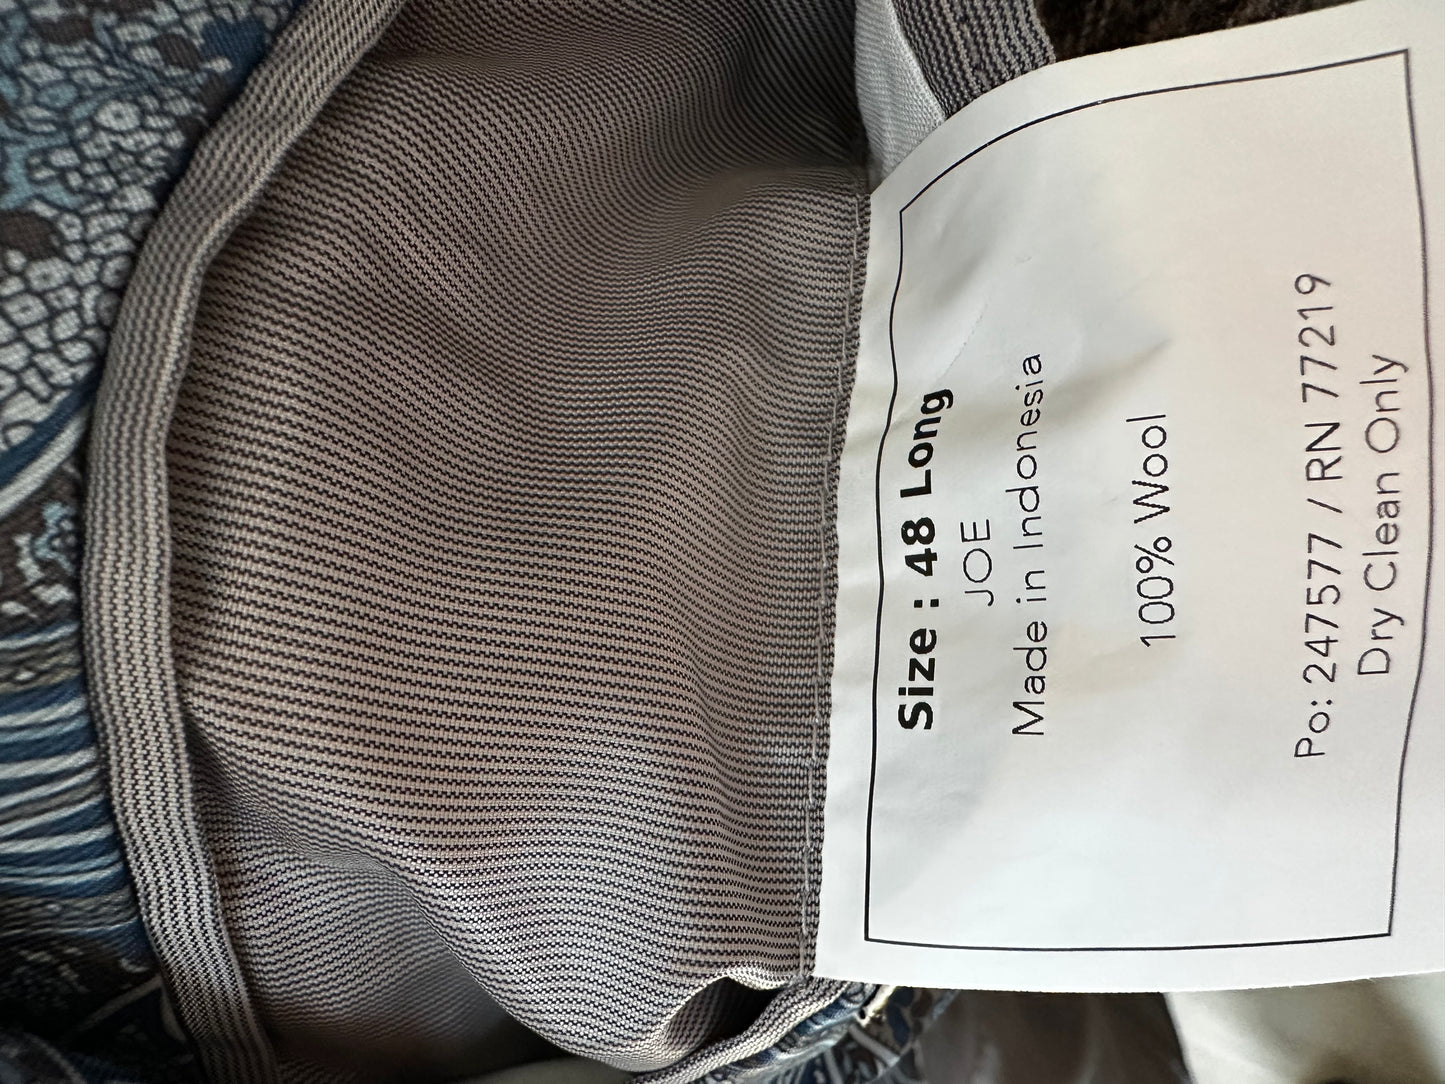 Size : 48 Long
JOE
Made in Indonesia
100% Wool
Po: 247577 / RN 77219
Dry Clean Only